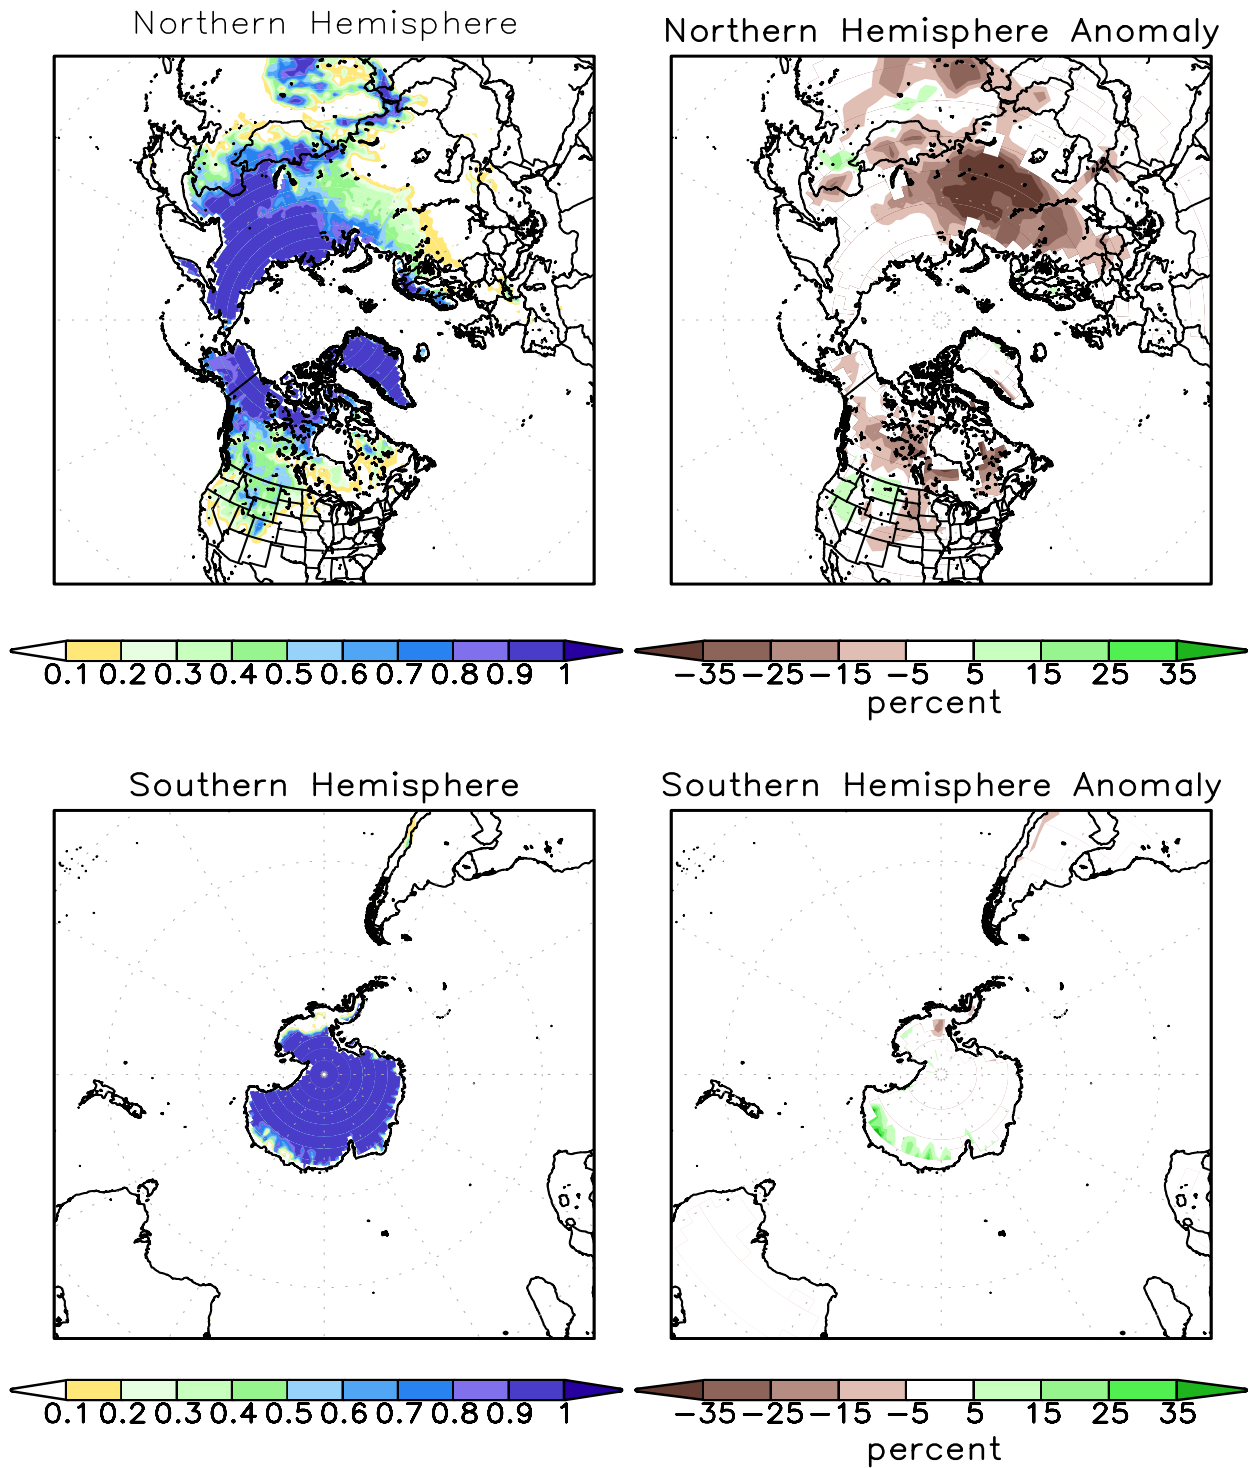 Northern Hemisphere
Northern Hemisphere Anomaly
0.1 0.2 0.3 0.4 0.5 0.6 0.7 0.8 0.9 1
-35 -25 -15 -5 5 15 25 35
percent
Southern Hemisphere
Southern Hemisphere Anomaly
0.1 0.2 0.3 0.4 0.5 0.6 0.7 0.8 0.9 1
-35 -25 -15 -5 5 15 25 35
percent